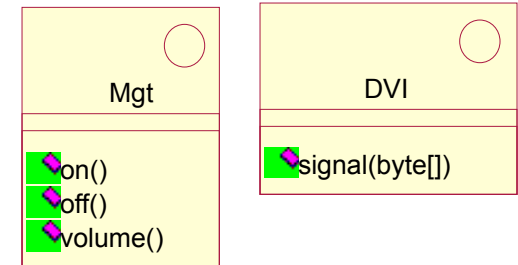 Mgt
on()
off()
volume()
DVI
signal(byte[])